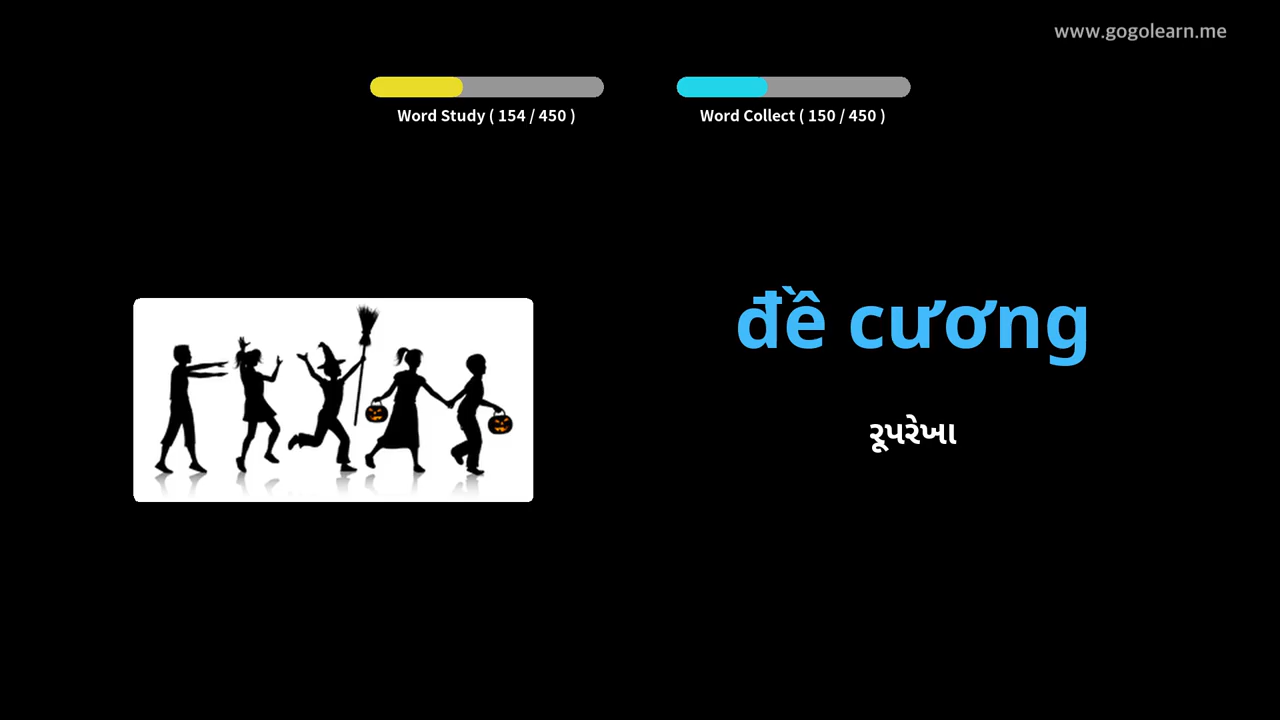 www.gogolearn.me
Word Study ( 154 / 450 )
Word Collect ( 150 / 450 )
đề cương
રૂપરેખા